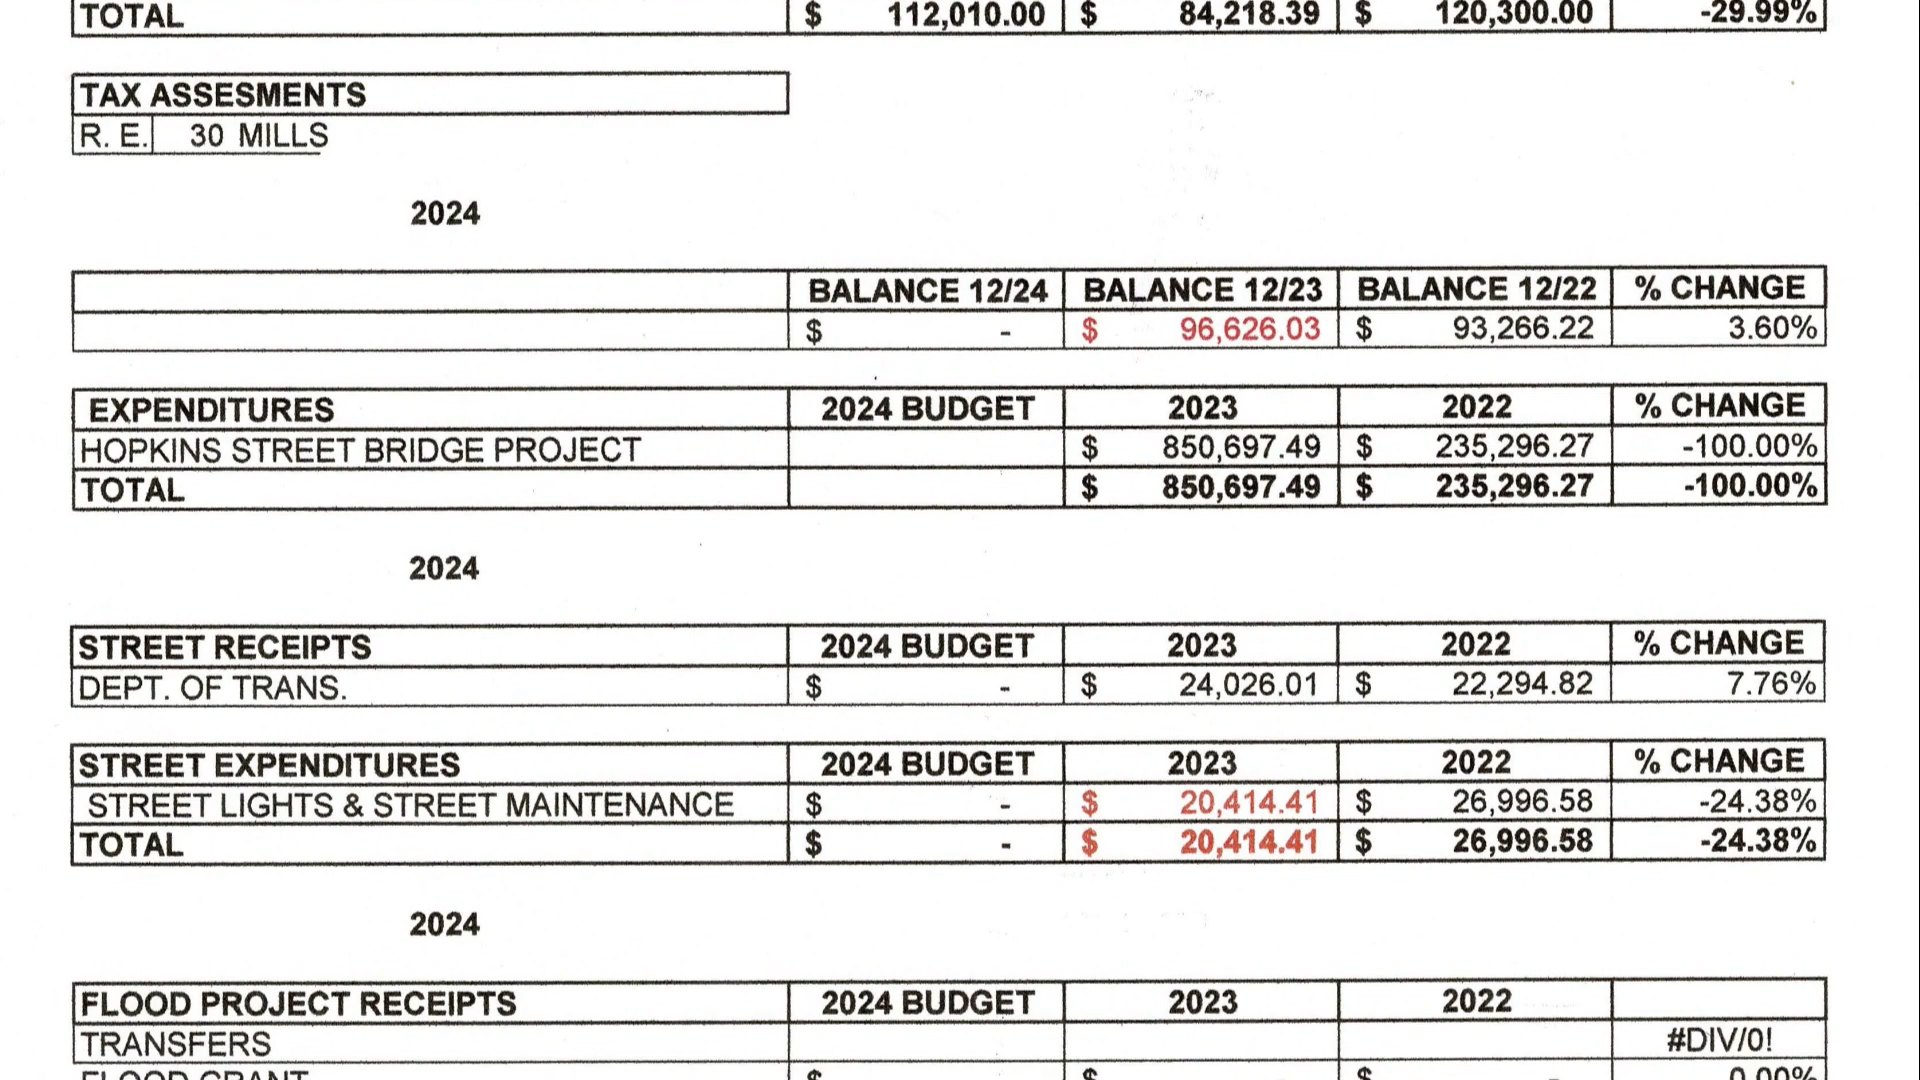 TOTAL $ 112,010.00 $ 84,218.39 $ 120,300.00 -29.99%
TAX ASSESMENTS
R. E. 30 MILLS
2024
BALANCE 12/24 BALANCE 12/23 BALANCE 12/22 % CHANGE
$ - $ 96,626.03 $ 93,266.22 3.60%
EXPENDITURES 2024 BUDGET 2023 2022 % CHANGE
HOPKINS STREET BRIDGE PROJECT $ 850,697.49 $ 235,296.27 -100.00%
TOTAL $ 850,697.49 $ 235,296.27 -100.00%
2024
STREET RECEIPTS 2024 BUDGET 2023 2022 % CHANGE
DEPT. OF TRANS. $ - $ 24,026.01 $ 22,294.82 7.76%
STREET EXPENDITURES 2024 BUDGET 2023 2022 % CHANGE
STREET LIGHTS & STREET MAINTENANCE $ - $ 20,414.41 $ 26,996.58 -24.38%
TOTAL $ - $ 20,414.41 $ 26,996.58 -24.38%
2024
FLOOD PROJECT RECEIPTS 2024 BUDGET 2023 2022
TRANSFERS #DIV/0!
FLOOD GRANT $ $ $ - 0.00%